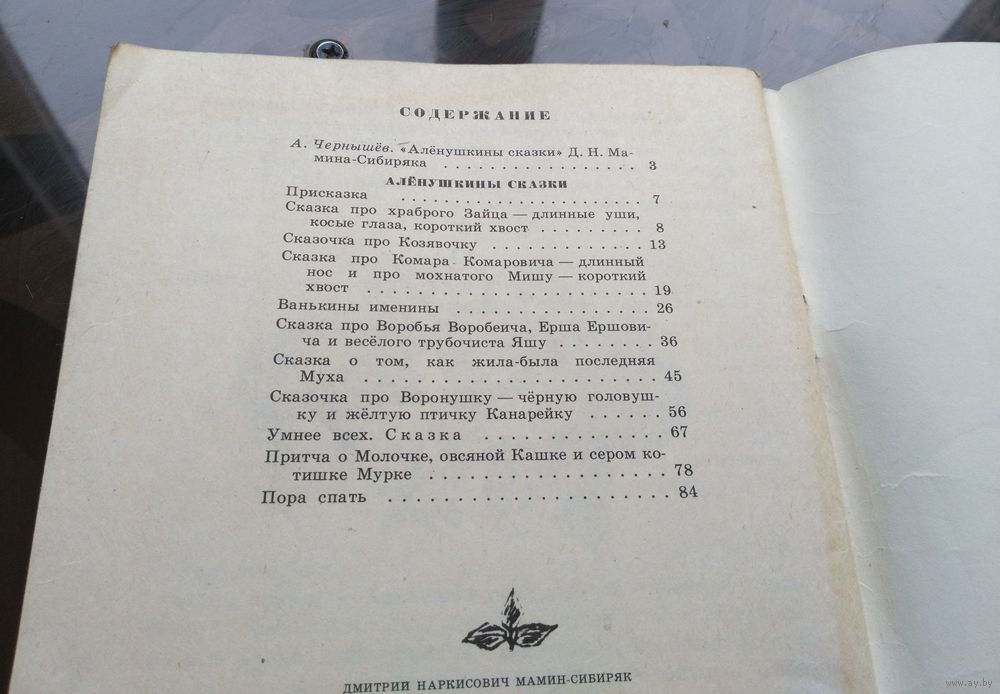 СОДЕРЖАНИЕ
А. Чернышёв. «Алёнушкины сказки» Д. Н. Ма-
мина-Сибиряка . . . . . . . . . . . . . . . . . 3
АЛЁНУШКИНЫ СКАЗКИ
Присказка . . . . . . . . . . . . . . . . . . . . . 7
Сказка про храброго Зайца — длинные уши,
косые глаза, короткий хвост . . . . . . . . . 8
Сказочка про Козявочку . . . . . . . . . . . . . 13
Сказка про Комара Комаровича — длинный
нос и про мохнатого Мишу — короткий
хвост . . . . . . . . . . . . . . . . . . . . . . 19
Ванькины именины . . . . . . . . . . . . . . . 26
Сказка про Воробья Воробеича, Ерша Ершови-
ча и весёлого трубочиста Яшу . . . . . . . . 36
Сказка о том, как жила-была последняя
Муха . . . . . . . . . . . . . . . . . . . . . . 45
Сказочка про Воронушку — чёрную головуш-
ку и жёлтую птичку Канарейку . . . . . . 56
Умнее всех. Сказка . . . . . . . . . . . . . . 67
Притча о Молочке, овсяной Кашке и сером ко-
тишке Мурке . . . . . . . . . . . . . . . . . 78
Пора спать . . . . . . . . . . . . . . . . . . . . . 84
ДМИТРИЙ НАРКИСОВИЧ МАМИН-СИБИРЯК
www.ay.by